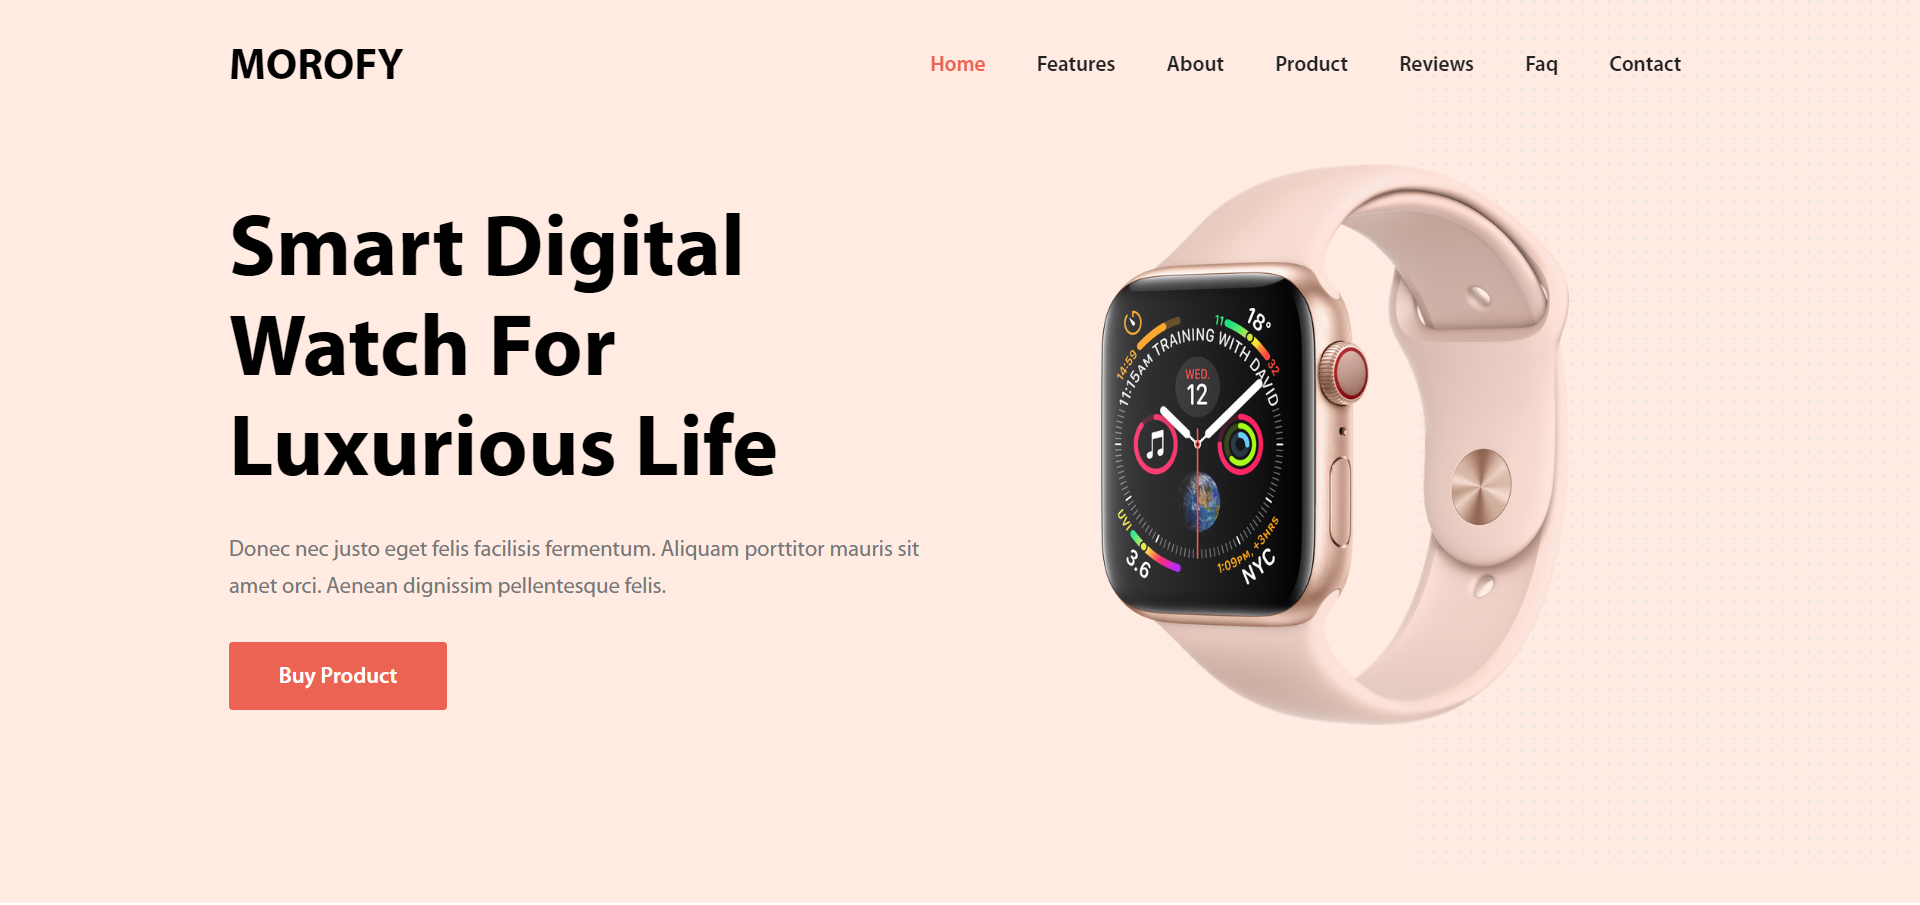 MOROFY
Home Features About Product Reviews Faq Contact
Smart Digital
Watch For
Luxurious Life
Donec nec justo eget felis facilisis fermentum. Aliquam porttitor mauris sit
amet orci. Aenean dignissim pellentesque felis.
Buy Product
14:59
11 18° 32
11:15AM TRAINING WITH DAVID
WED.
12
UVI
3.6
1:09PM, +3HRS
NYC